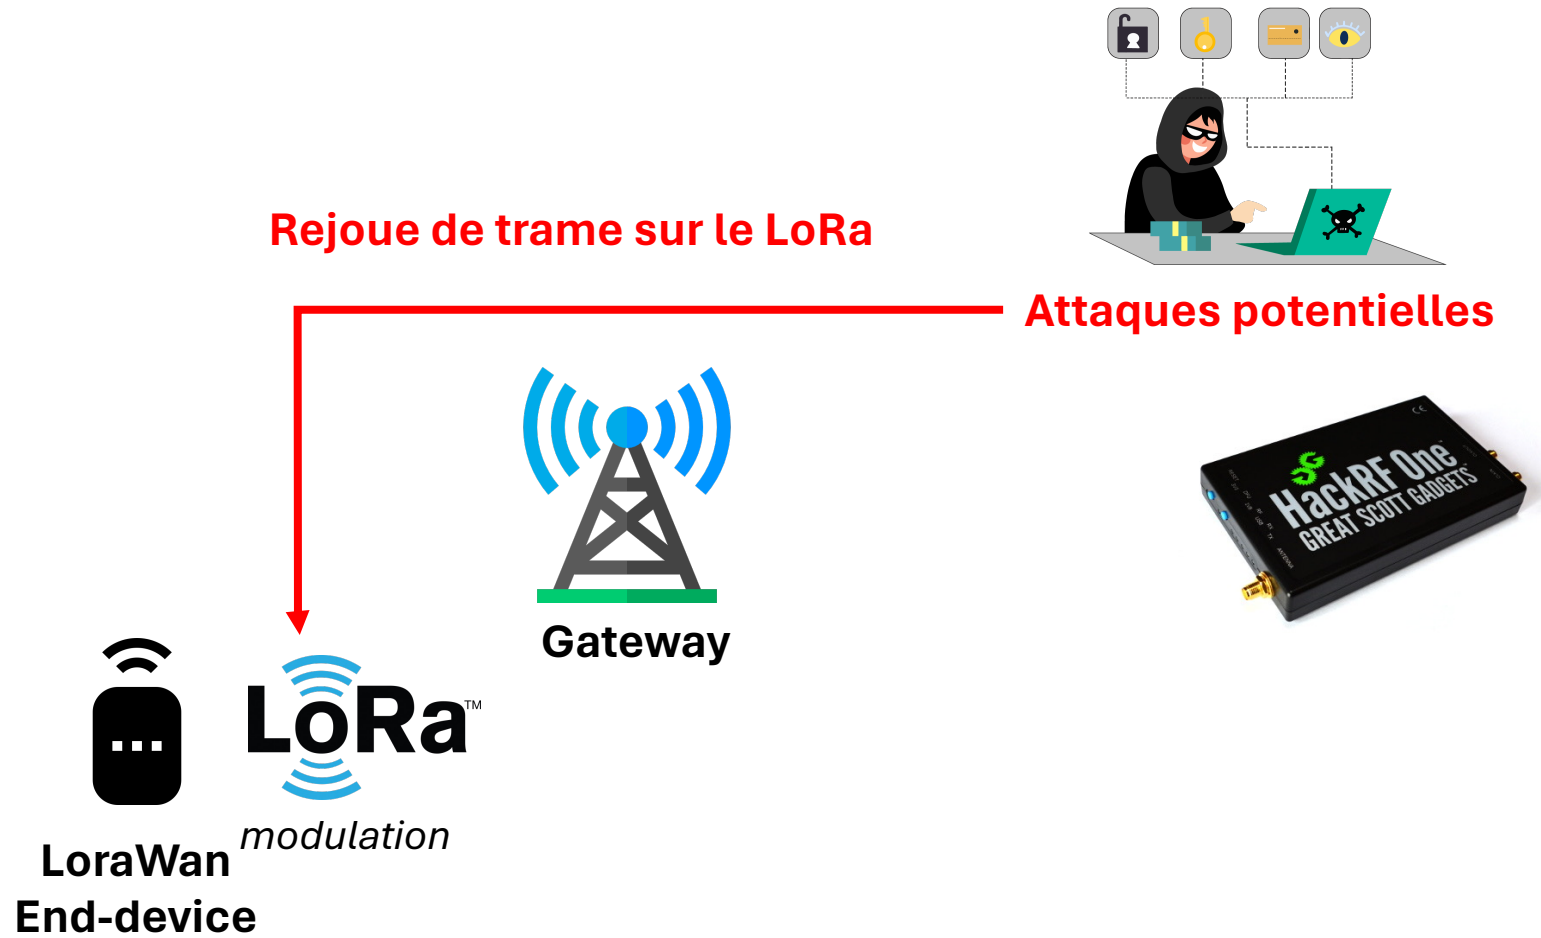 Rejoue de trame sur le LoRa
Attaques potentielles
HackRF One
GREAT SCOTT GADGETS
Gateway
LoRa™
modulation
LoraWan
End-device